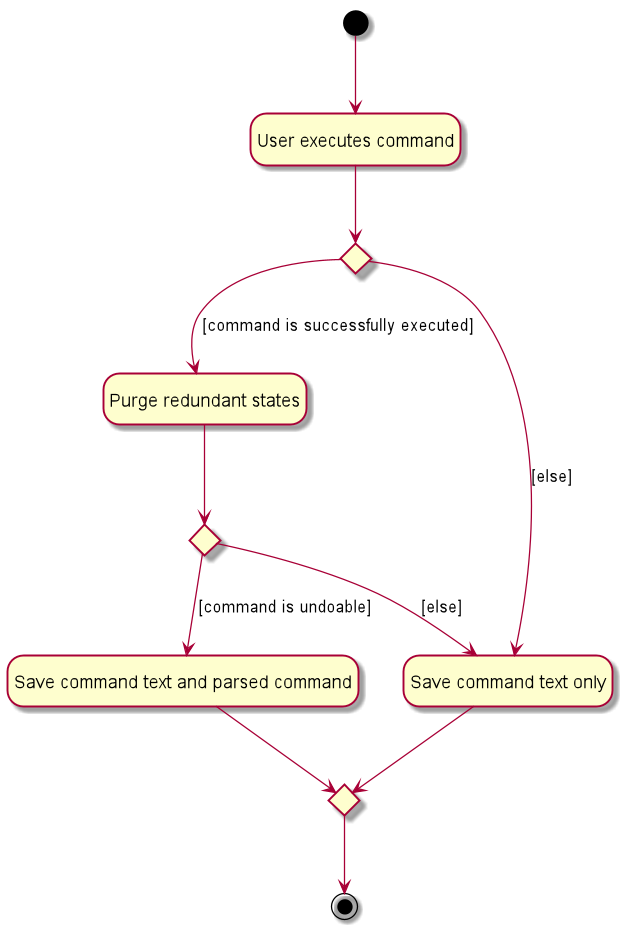 User executes command
[command is successfully executed]
Purge redundant states
[else]
[command is undoable]
[else]
Save command text and parsed command
Save command text only